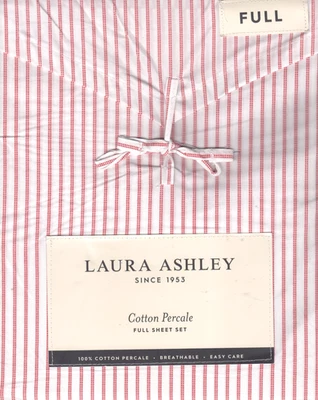 FULL
LAURA ASHLEY
SINCE 1953
Cotton Percale
FULL SHEET SET
100% COTTON PERCALE • BREATHABLE • EASY CARE